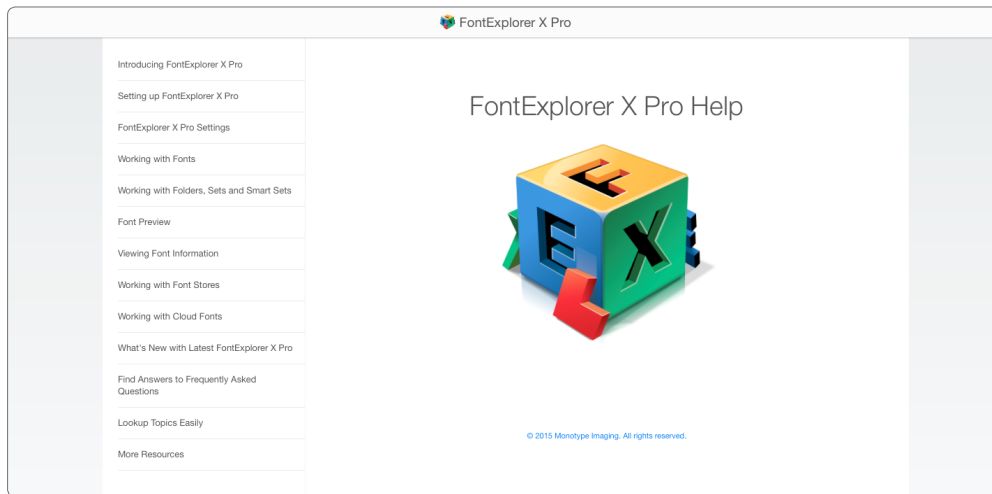 FontExplorer X Pro
Introducing FontExplorer X Pro
Setting up FontExplorer X Pro
FontExplorer X Pro Settings
Working with Fonts
Working with Folders, Sets and Smart Sets
Font Preview
Viewing Font Information
Working with Font Stores
Working with Cloud Fonts
What's New with Latest FontExplorer X Pro
Find Answers to Frequently Asked
Questions
Lookup Topics Easily
More Resources
FontExplorer X Pro Help
F
E
X
L
© 2015 Monotype Imaging. All rights reserved.